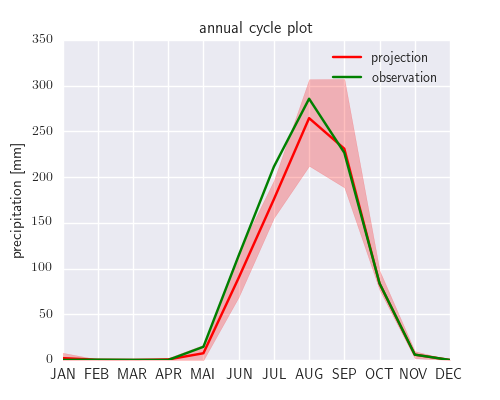 annual cycle plot
350
300
250
200
150
100
50
0
precipitation [mm]
projection
observation
JAN FEB MAR APR MAI JUN JUL AUG SEP OCT NOV DEC